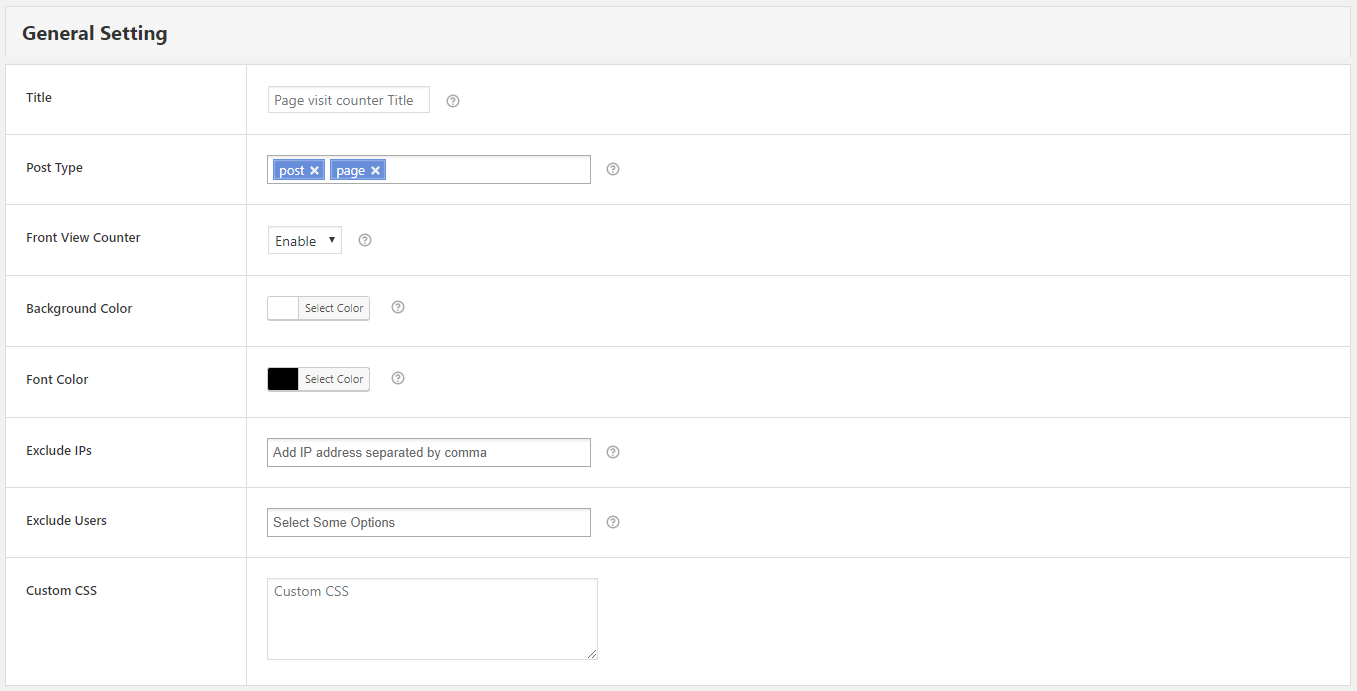 General Setting
Title
Page visit counter Title
Post Type
post × page ×
Front View Counter
Enable
Background Color
Select Color
Font Color
Select Color
Exclude IPs
Add IP address separated by comma
Exclude Users
Select Some Options
Custom CSS
Custom CSS